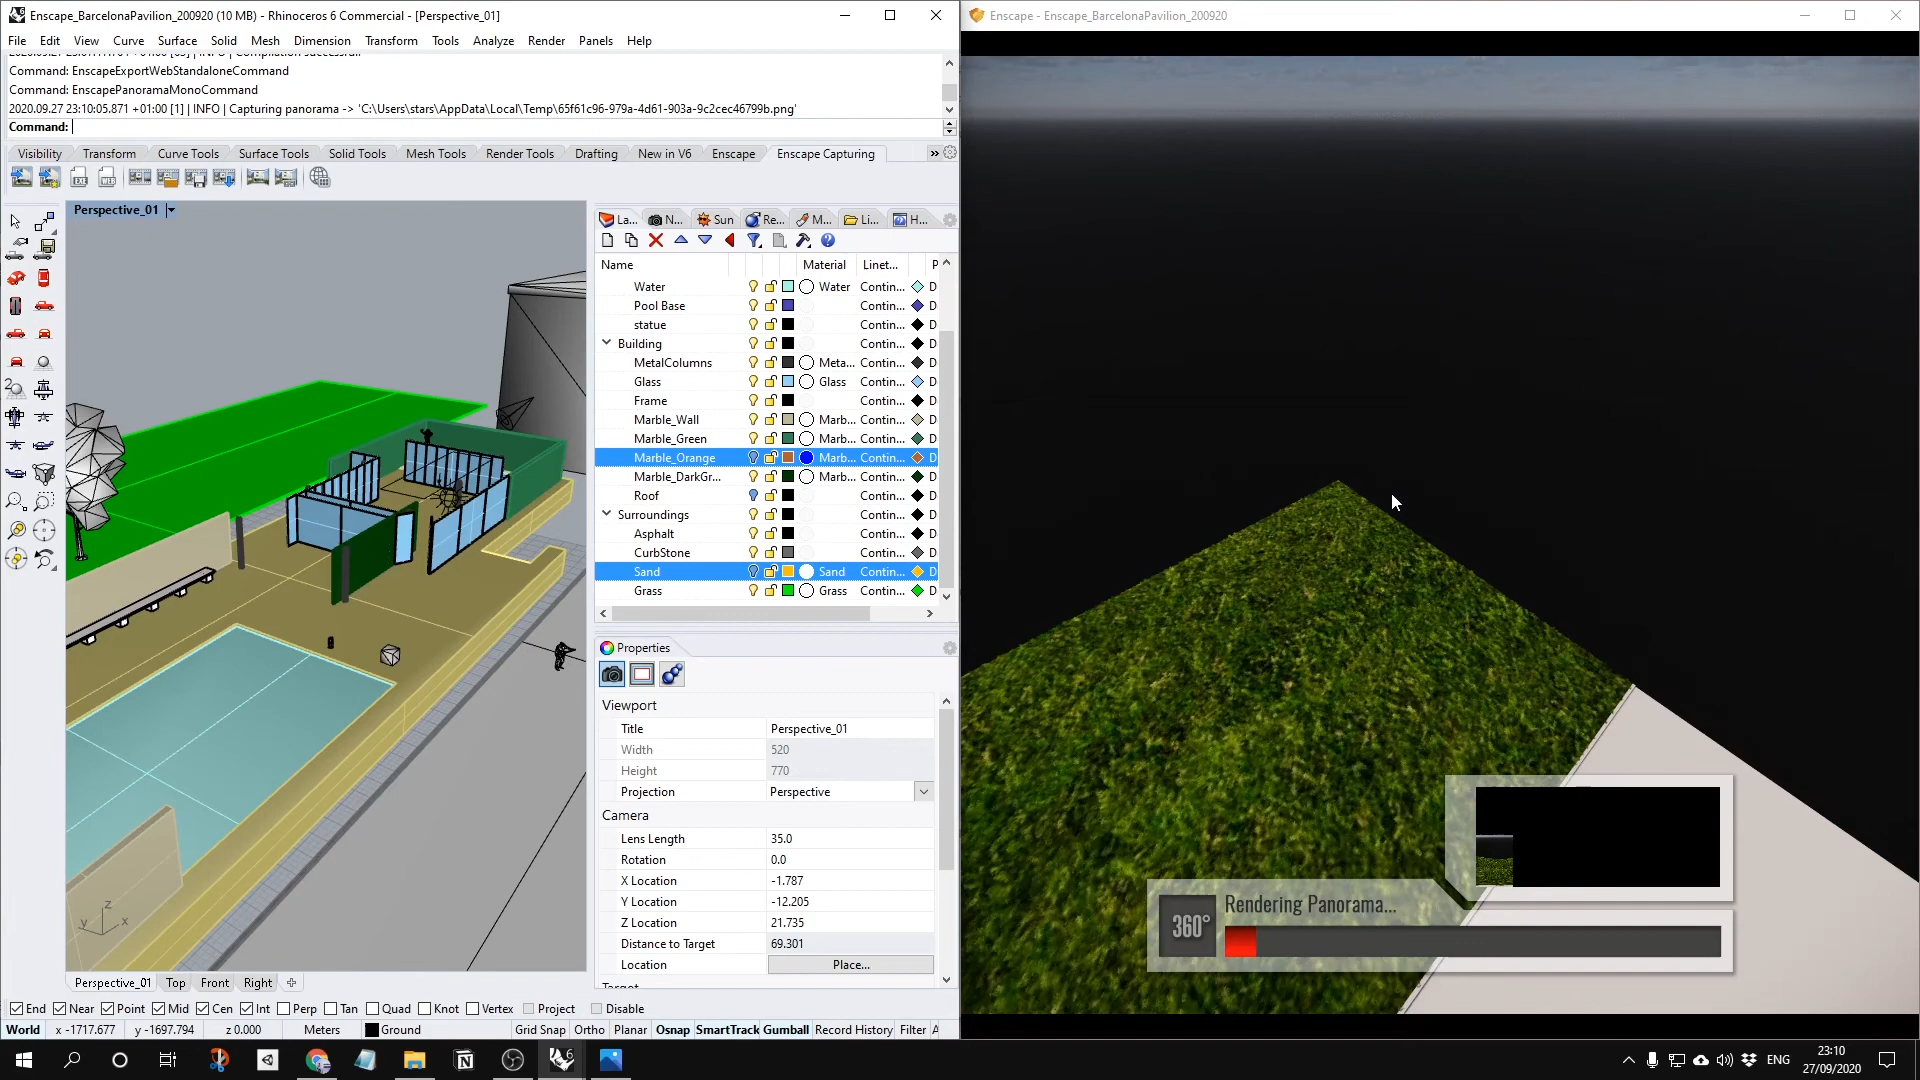 Enscape_BarcelonaPavilion_200920 (10 MB) - Rhinoceros 6 Commercial - [Perspective_01]
File Edit View Curve Surface Solid Mesh Dimension Transform Tools Analyze Render Panels Help
Command: EnscapeExportWebStandaloneCommand
Command: EnscapePanoramaMonoCommand
2020.09.27 23:10:05.871 +01:00 [1] | INFO | Capturing panorama -> 'C:\Users\stars\AppData\Local\Temp\65f61c96-979a-4d61-903a-9c2cec46799b.png'
Command:
Visibility Transform Curve Tools Surface Tools Solid Tools Mesh Tools Render Tools Drafting New in V6 Enscape Enscape Capturing »
Perspective_01
La... N... Sun Re... M... Li... H...
Name Material Linet... P
Water Water Contin... D
Pool Base Contin... D
statue Contin... D
Building
MetalColumns Meta... Contin... D
Glass Glass Contin... D
Frame Contin... D
Marble_Wall Marb... Contin... D
Marble_Green Marb... Contin... D
Marble_Orange Marb... Contin... D
Marble_DarkGr... Marb... Contin... D
Roof Contin... D
Surroundings Contin... D
Asphalt Contin... D
CurbStone Contin... D
Sand Sand Contin... D
Grass Grass Contin... D
Properties
Viewport
Title Perspective_01
Width 520
Height 770
Projection Perspective
Camera
Lens Length 35.0
Rotation 0.0
X Location -1.787
Y Location -12.205
Z Location 21.735
Distance to Target 69.301
Location Place...
Target
z
y x
Perspective_01 Top Front Right
End Near Point Mid Cen Int Perp Tan Quad Knot Vertex Project Disable
World x -1717.677 y -1697.794 z 0.000 Meters Ground Grid Snap Ortho Planar Osnap SmartTrack Gumball Record History Filter A
Enscape - Enscape_BarcelonaPavilion_200920
360° Rendering Panorama...
ENG 23:10
27/09/2020